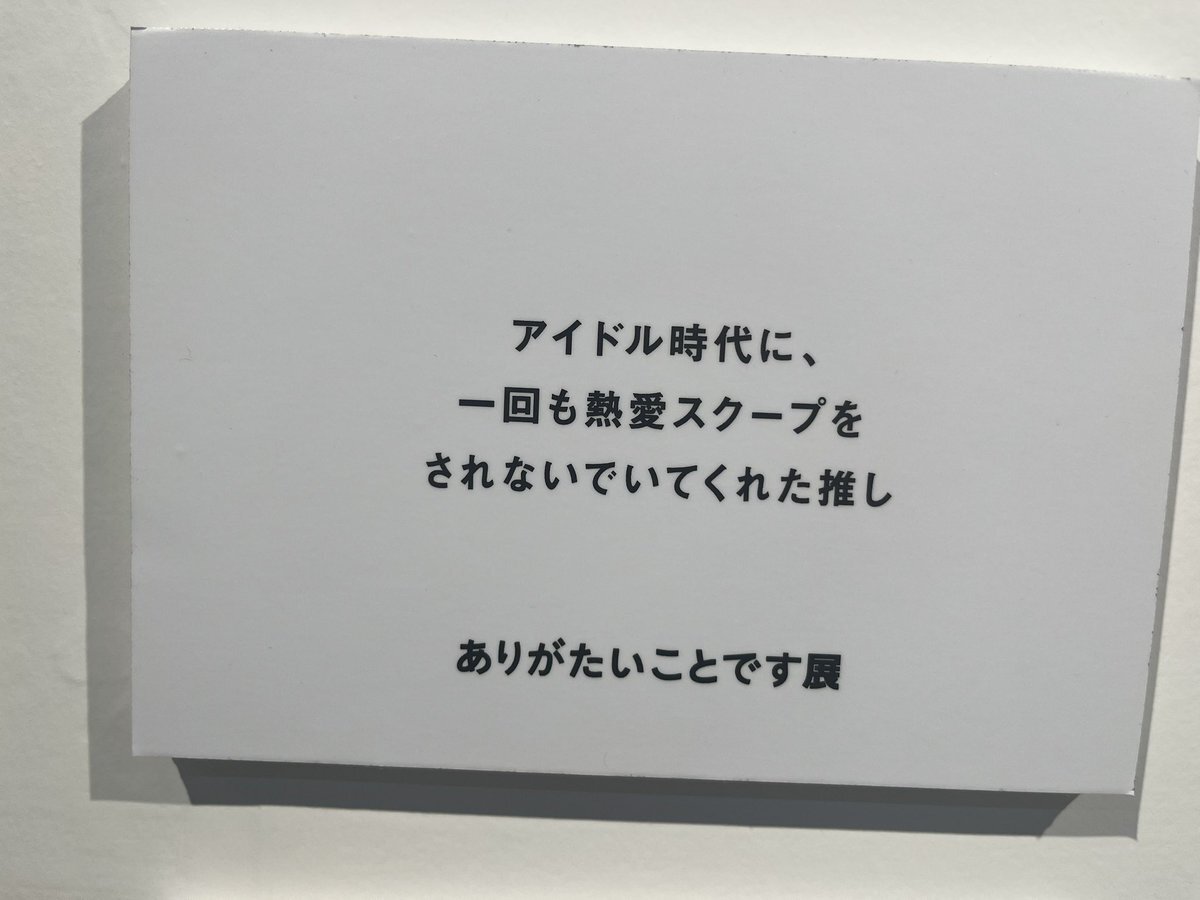 アイドル時代に、
一回も熱愛スクープを
されないでいてくれた推し
ありがたいことです展